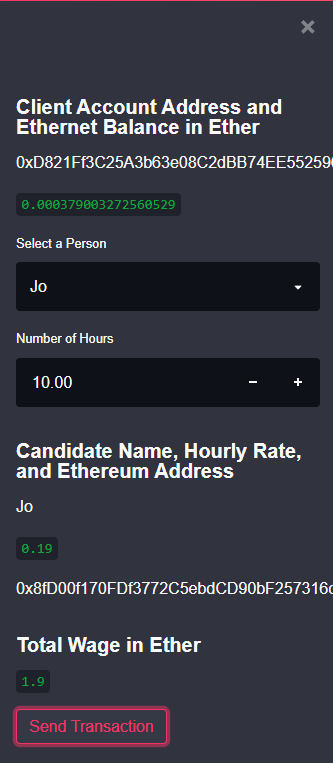 Client Account Address and
Ethernet Balance in Ether
0xD821Ff3C25A3b63e08C2dBB74EE55259
0.000379003272560529
Select a Person
Jo
Number of Hours
10.00
Candidate Name, Hourly Rate,
and Ethereum Address
Jo
0.19
0x8fD00f170FDf3772C5ebdCD90bF257316
Total Wage in Ether
1.9
Send Transaction